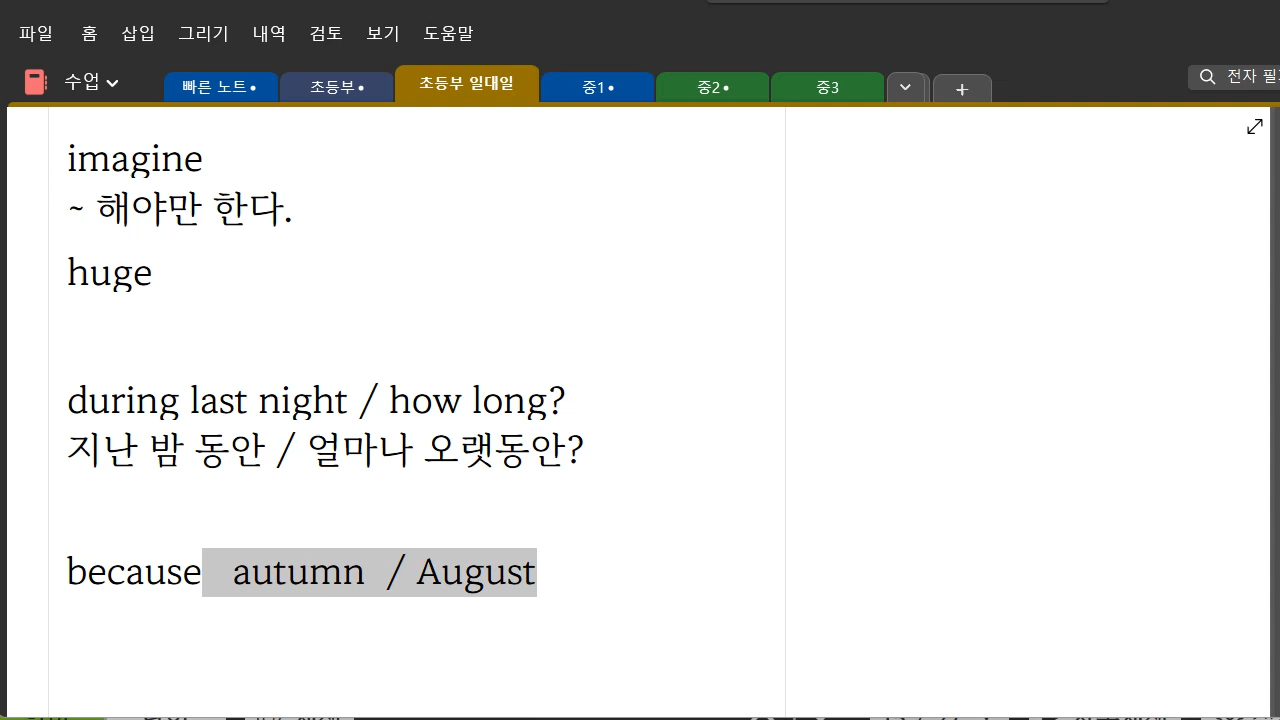 파일 홈 삽입 그리기 내역 검토 보기 도움말
수업 빠른 노트• 초등부• 초등부 일대일 중1• 중2• 중3 + 전자 필
imagine
~ 해야만 한다.
huge
during last night / how long?
지난 밤 동안 / 얼마나 오랫동안?
because autumn / August